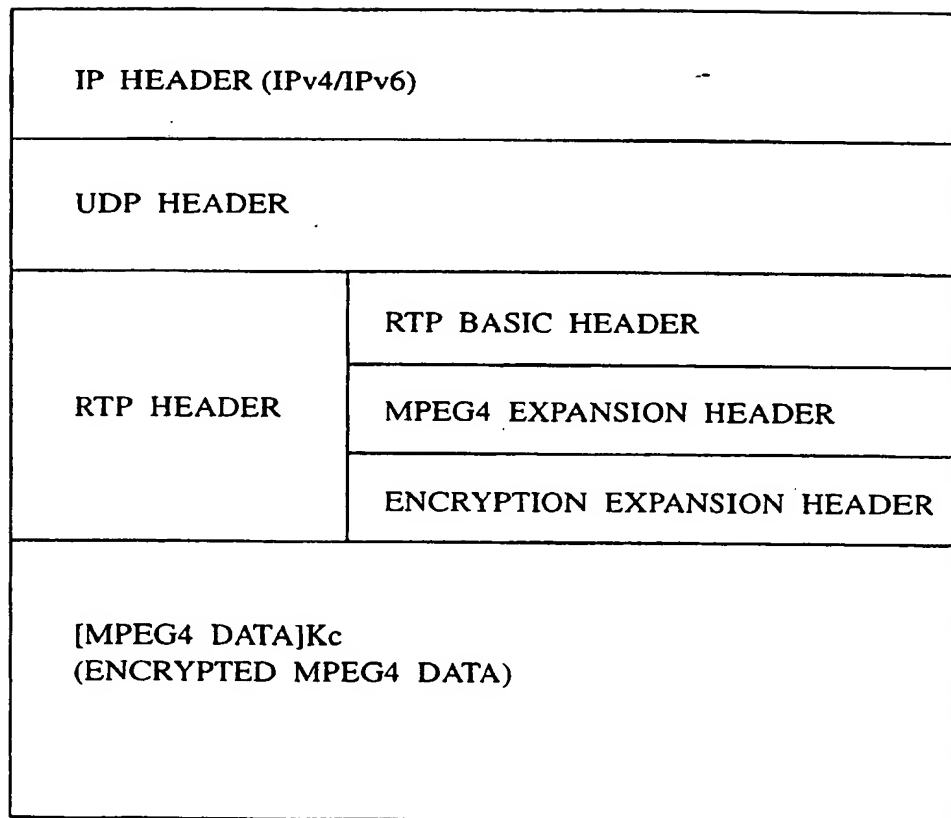 IP HEADER (IPv4/IPv6)
UDP HEADER
RTP HEADER
RTP BASIC HEADER
MPEG4 EXPANSION HEADER
ENCRYPTION EXPANSION HEADER
[MPEG4 DATA]Kc
(ENCRYPTED MPEG4 DATA)